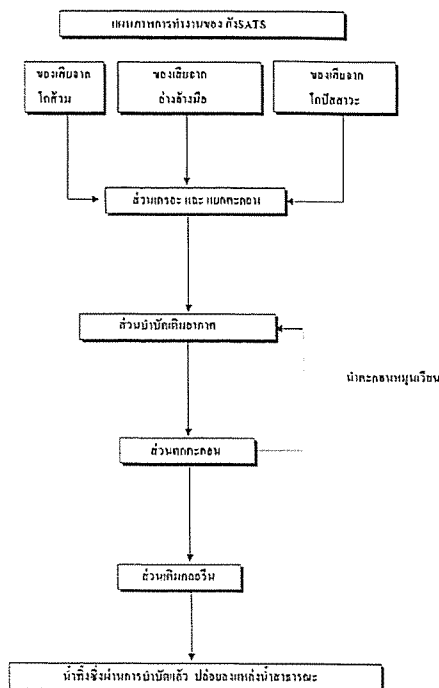 แผนภาพการทำงานของ ถังSATS
ของเสียจาก
โถส้วม
ของเสียจาก
อ่างล้างมือ
ของเสียจาก
โถปัสสาวะ
ส่วนเกรอะ และ แยกตะกอน
ส่วนบำบัดเติมอากาศ
นำตะกอนหมุนเวียน
ส่วนตกตะกอน
ส่วนเติมคลอรีน
น้ำทิ้งซึ่งผ่านการบำบัดแล้ว ปล่อยลงแหล่งน้ำสาธารณะ